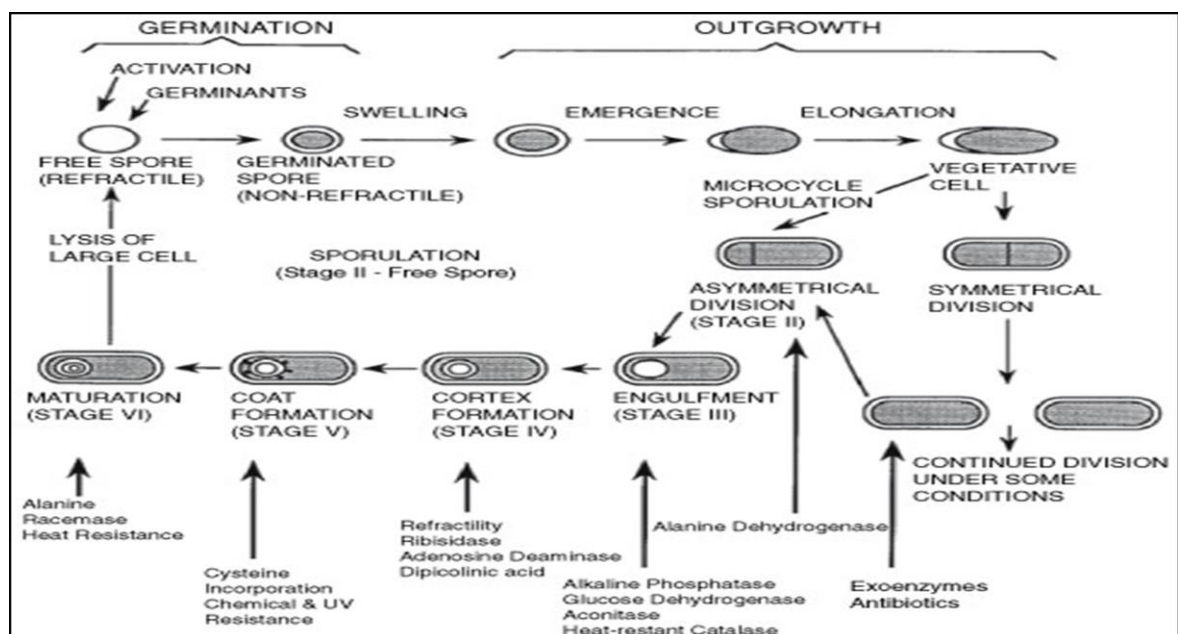 GERMINATION
OUTGROWTH
ACTIVATION
GERMINANTS
SWELLING
EMERGENCE
ELONGATION
FREE SPORE
(REFRACTILE)
GERMINATED
SPORE
(NON-REFRACTILE)
VEGETATIVE
CELL
MICROCYCLE
SPORULATION
LYSIS OF
LARGE CELL
SPORULATION
(Stage II - Free Spore)
ASYMMETRICAL
DIVISION
(STAGE II)
SYMMETRICAL
DIVISION
MATURATION
(STAGE VI)
COAT
FORMATION
(STAGE V)
CORTEX
FORMATION
(STAGE IV)
ENGULFMENT
(STAGE III)
CONTINUED DIVISION
UNDER SOME
CONDITIONS
Alanine
Racemase
Heat Resistance
Cysteine
Incorporation
Chemical & UV
Resistance
Refractility
Ribisidase
Adenosine Deaminase
Dipicolinic acid
Alkaline Phosphatase
Glucose Dehydrogenase
Aconitase
Heat-restant Catalase
Alanine Dehydrogenase
Exoenzymes
Antibiotics